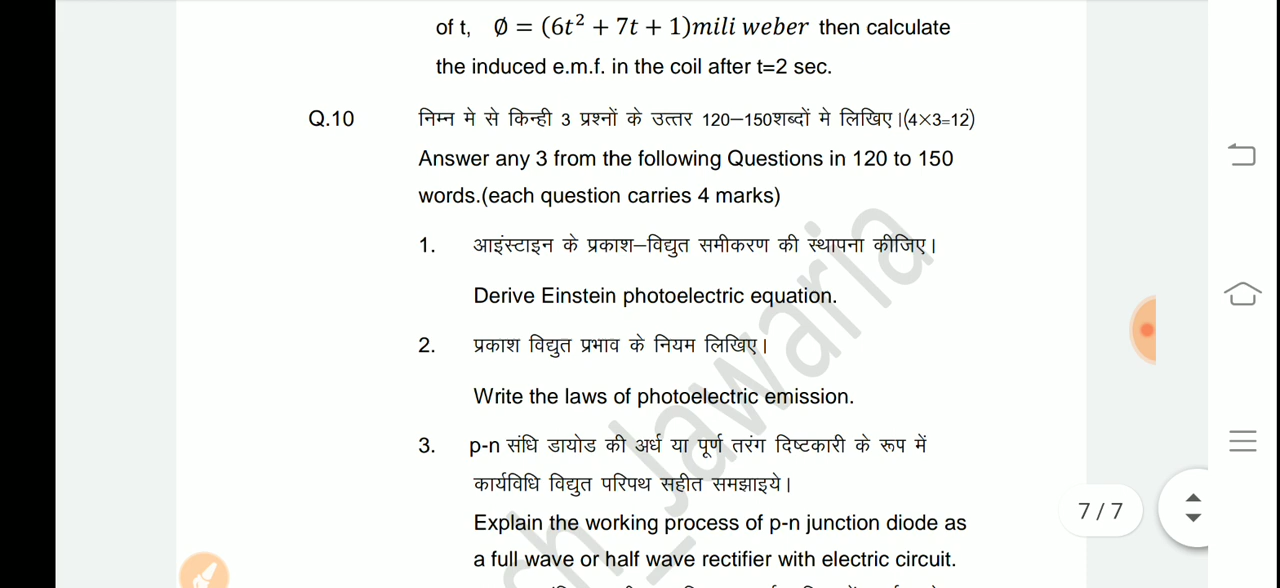 of t, ∅ = (6t² + 7t + 1)mili weber then calculate
the induced e.m.f. in the coil after t=2 sec.
Q.10 निम्न मे से किन्ही 3 प्रश्नों के उत्तर 120–150शब्दों मे लिखिए।(4×3=12)
Answer any 3 from the following Questions in 120 to 150
words.(each question carries 4 marks)
1. आइंस्टाइन के प्रकाश–विद्युत समीकरण की स्थापना कीजिए।
Derive Einstein photoelectric equation.
2. प्रकाश विद्युत प्रभाव के नियम लिखिए।
Write the laws of photoelectric emission.
3. p-n संधि डायोड की अर्ध या पूर्ण तरंग दिष्टकारी के रूप में
कार्यविधि विद्युत परिपथ सहीत समझाइये।
Explain the working process of p-n junction diode as
a full wave or half wave rectifier with electric circuit.
7 / 7